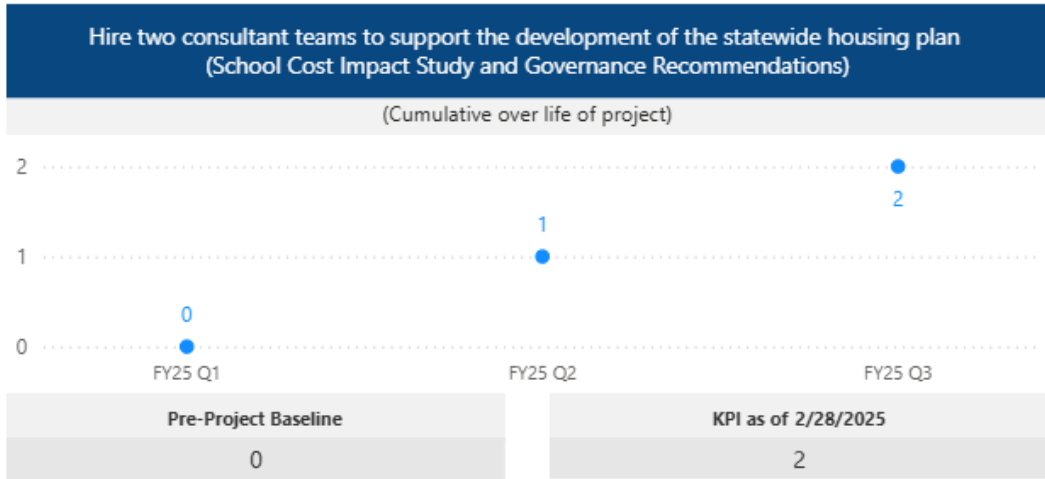 Hire two consultant teams to support the development of the statewide housing plan
(School Cost Impact Study and Governance Recommendations)
(Cumulative over life of project)
2
2
1
1
0
0
FY25 Q1 FY25 Q2 FY25 Q3
Pre-Project Baseline KPI as of 2/28/2025
0 2